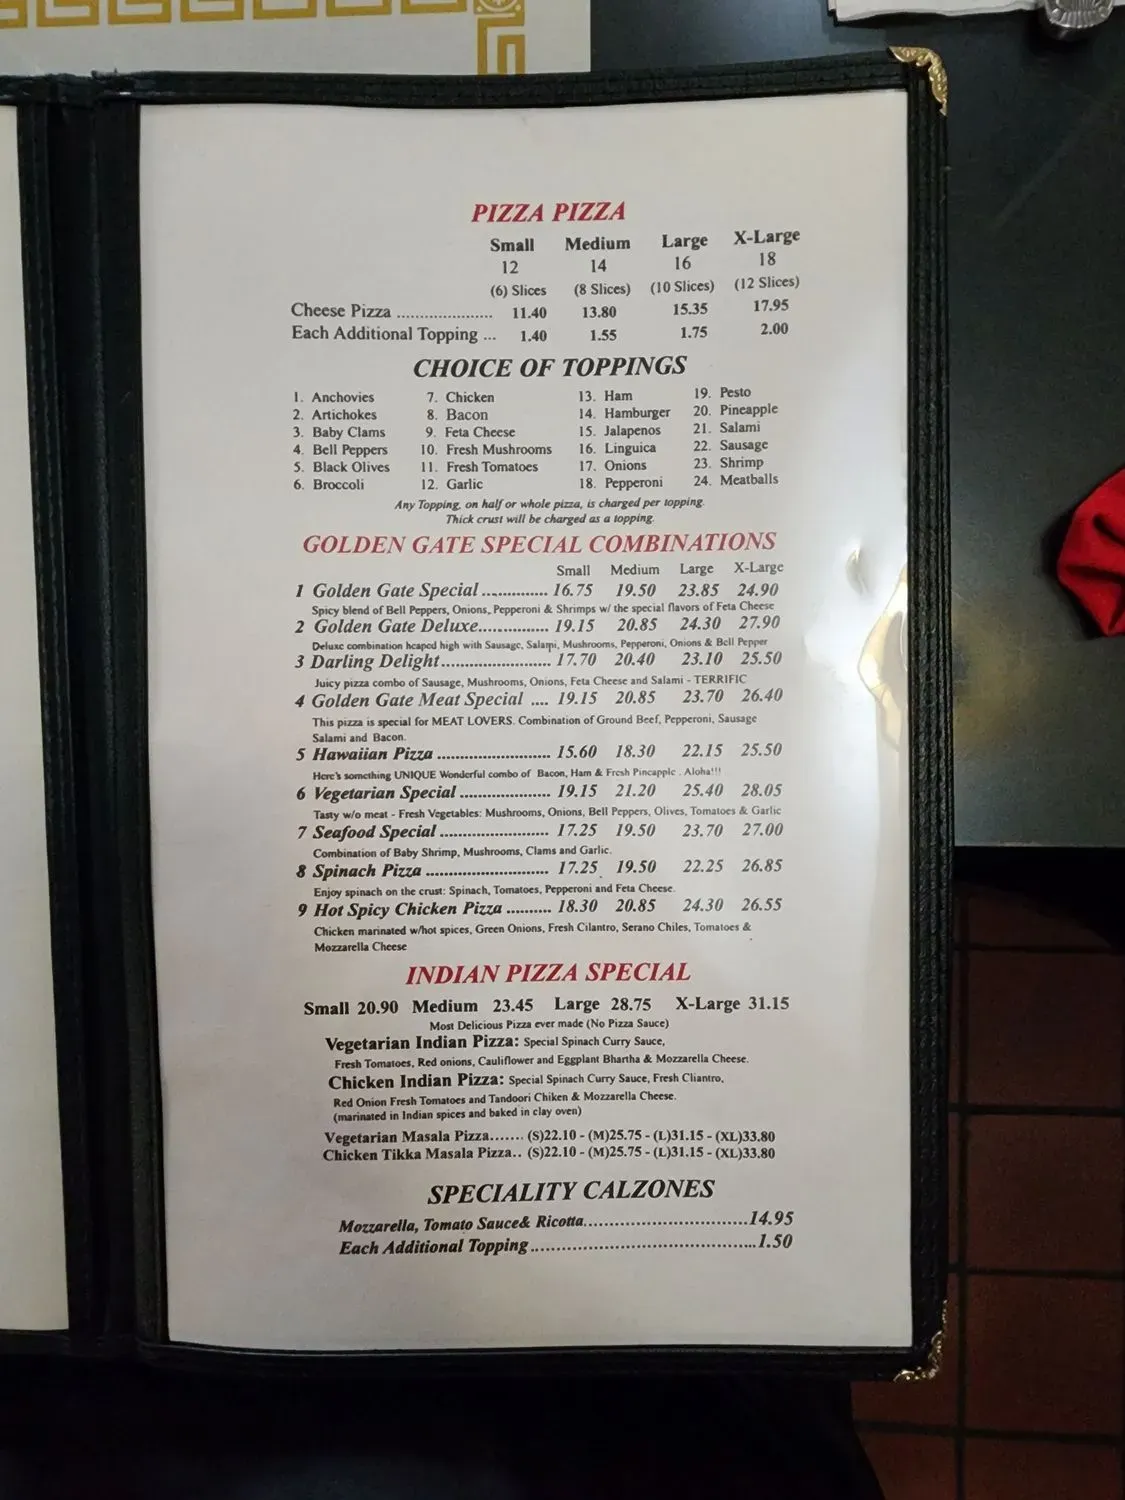 PIZZA PIZZA
Small Medium Large X-Large
12 14 16 18
(6) Slices (8 Slices) (10 Slices) (12 Slices)
Cheese Pizza ..................... 11.40 13.80 15.35 17.95
Each Additional Topping ... 1.40 1.55 1.75 2.00
CHOICE OF TOPPINGS
1. Anchovies 7. Chicken 13. Ham 19. Pesto
2. Artichokes 8. Bacon 14. Hamburger 20. Pineapple
3. Baby Clams 9. Feta Cheese 15. Jalapenos 21. Salami
4. Bell Peppers 10. Fresh Mushrooms 16. Linguica 22. Sausage
5. Black Olives 11. Fresh Tomatoes 17. Onions 23. Shrimp
6. Broccoli 12. Garlic 18. Pepperoni 24. Meatballs
Any Topping, on half or whole pizza, is charged per topping.
Thick crust will be charged as a topping.
GOLDEN GATE SPECIAL COMBINATIONS
Small Medium Large X-Large
1 Golden Gate Special .............. 16.75 19.50 23.85 24.90
Spicy blend of Bell Peppers, Onions, Pepperoni & Shrimps w/ the special flavors of Feta Cheese
2 Golden Gate Deluxe............... 19.15 20.85 24.30 27.90
Deluxe combination heaped high with Sausage, Salami, Mushrooms, Pepperoni, Onions & Bell Pepper
3 Darling Delight....................... 17.70 20.40 23.10 25.50
Juicy pizza combo of Sausage, Mushrooms, Onions, Feta Cheese and Salami - TERRIFIC
4 Golden Gate Meat Special .... 19.15 20.85 23.70 26.40
This pizza is special for MEAT LOVERS. Combination of Ground Beef, Pepperoni, Sausage
Salami and Bacon.
5 Hawaiian Pizza ........................ 15.60 18.30 22.15 25.50
Here's something UNIQUE Wonderful combo of Bacon, Ham & Fresh Pineapple . Aloha!!!
6 Vegetarian Special ................... 19.15 21.20 25.40 28.05
Tasty w/o meat - Fresh Vegetables: Mushrooms, Onions, Bell Peppers, Olives, Tomatoes & Garlic
7 Seafood Special ....................... 17.25 19.50 23.70 27.00
Combination of Baby Shrimp, Mushrooms, Clams and Garlic.
8 Spinach Pizza .......................... 17.25 19.50 22.25 26.85
Enjoy spinach on the crust: Spinach, Tomatoes, Pepperoni and Feta Cheese.
9 Hot Spicy Chicken Pizza .......... 18.30 20.85 24.30 26.55
Chicken marinated w/hot spices, Green Onions, Fresh Cilantro, Serano Chiles, Tomatoes &
Mozzarella Cheese
INDIAN PIZZA SPECIAL
Small 20.90 Medium 23.45 Large 28.75 X-Large 31.15
Most Delicious Pizza ever made (No Pizza Sauce)
Vegetarian Indian Pizza: Special Spinach Curry Sauce,
Fresh Tomatoes, Red onions, Cauliflower and Eggplant Bhartha & Mozzarella Cheese.
Chicken Indian Pizza: Special Spinach Curry Sauce, Fresh Cliantro,
Red Onion Fresh Tomatoes and Tandoori Chiken & Mozzarella Cheese.
(marinated in Indian spices and baked in clay oven)
Vegetarian Masala Pizza....... (S)22.10 - (M)25.75 - (L)31.15 - (XL)33.80
Chicken Tikka Masala Pizza.. (S)22.10 - (M)25.75 - (L)31.15 - (XL)33.80
SPECIALITY CALZONES
Mozzarella, Tomato Sauce& Ricotta.................................14.95
Each Additional Topping.............................................1.50